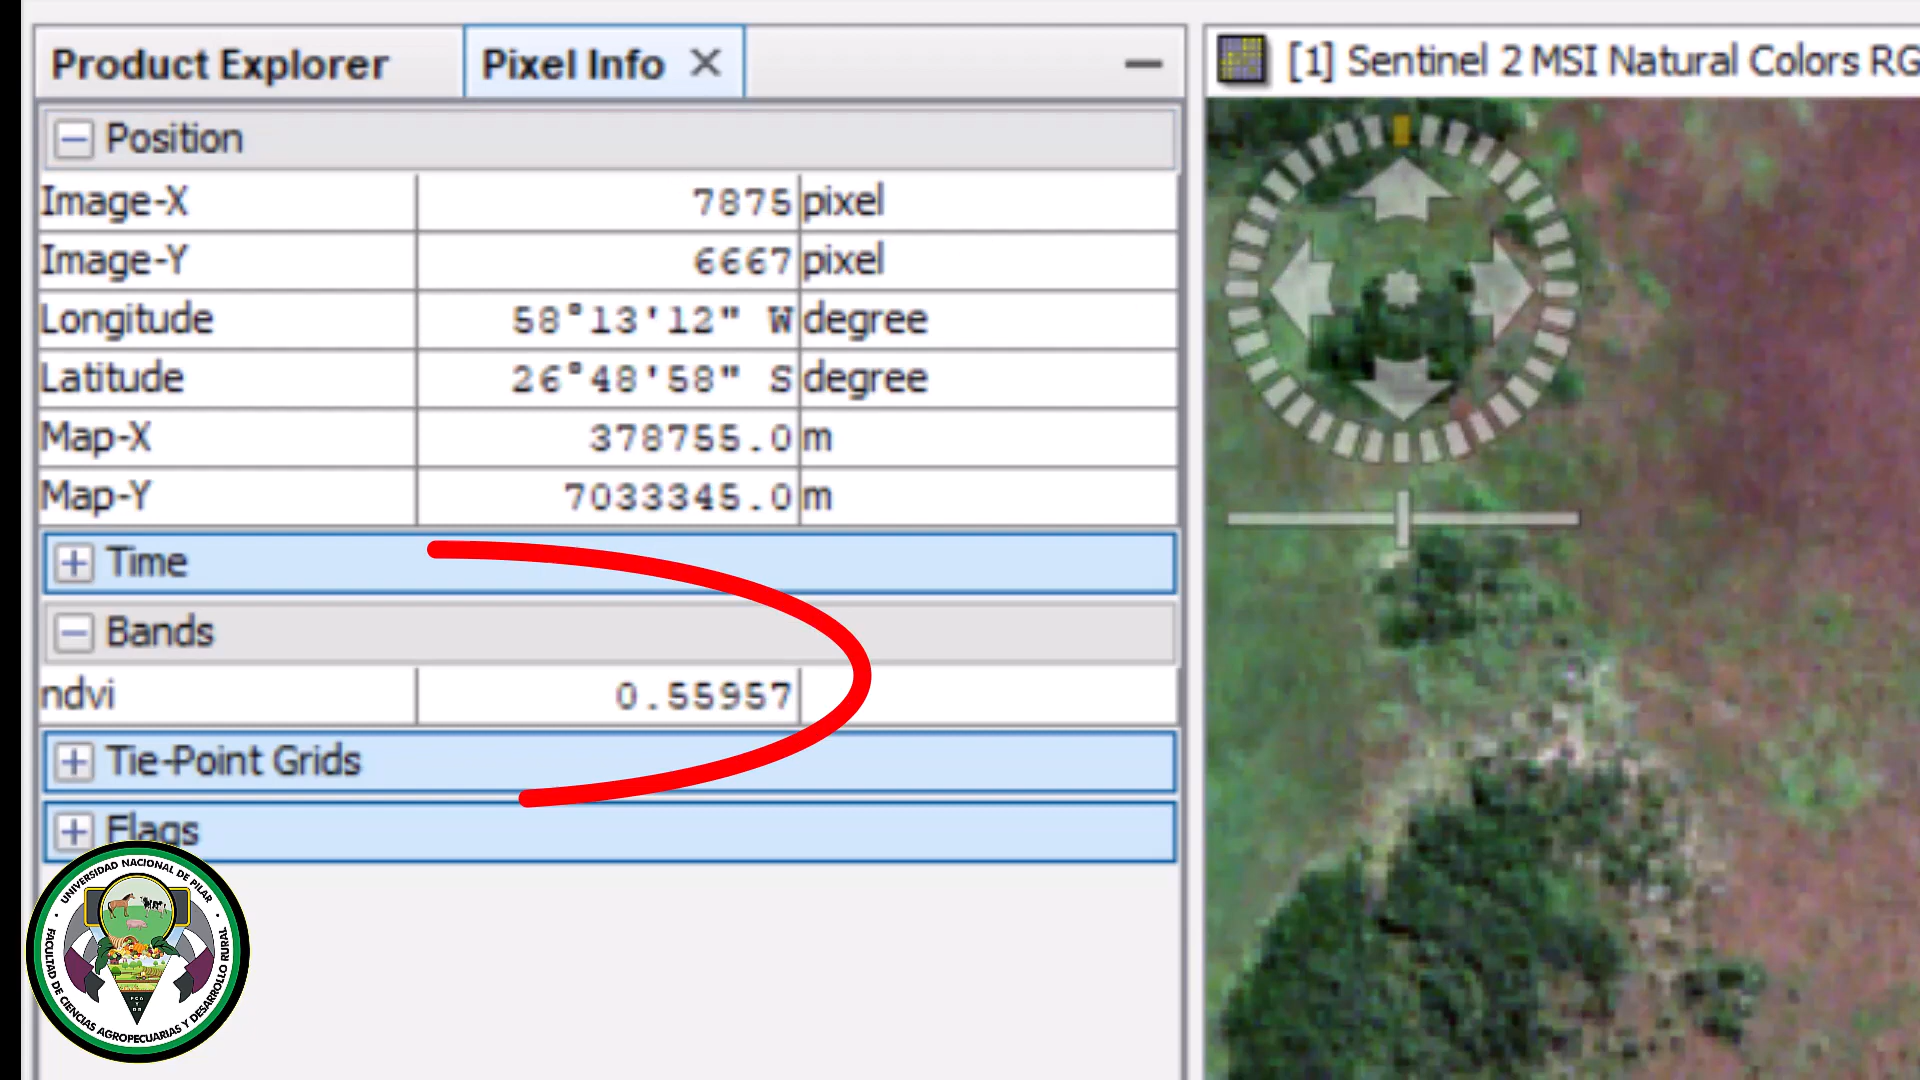 Product Explorer
Pixel Info
[1] Sentinel 2 MSI Natural Colors RG
Position
Image-X 7875 pixel
Image-Y 6667 pixel
Longitude 58°13'12" W degree
Latitude 26°48'58" S degree
Map-X 378755.0 m
Map-Y 7033345.0 m
Time
Bands
ndvi 0.55957
Tie-Point Grids
Flags
UNIVERSIDAD NACIONAL DE PILAR
FACULTAD DE CIENCIAS AGROPECUARIAS Y DESARROLLO RURAL